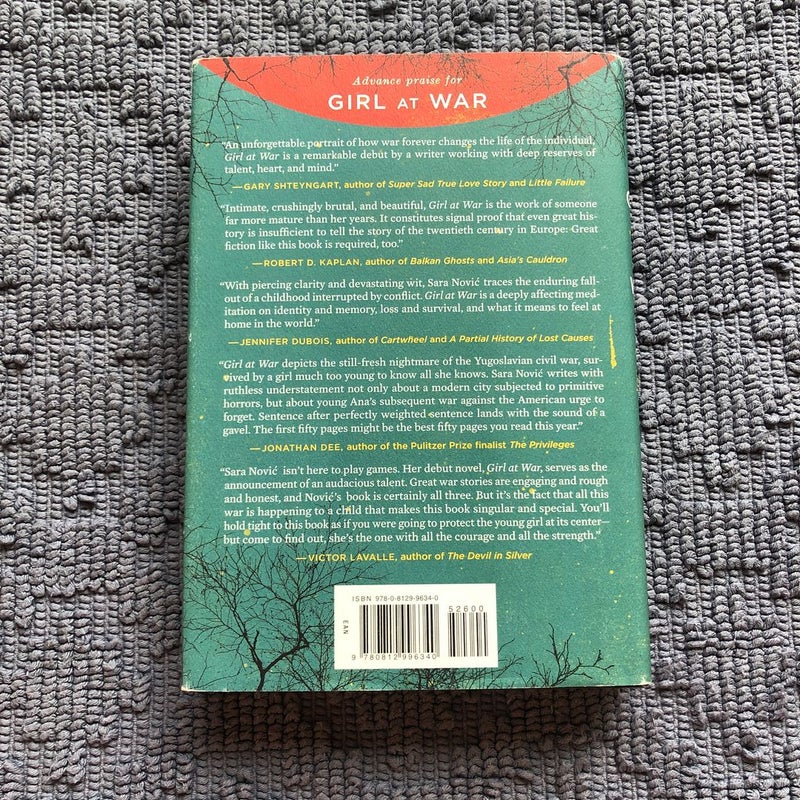 Advance praise for
GIRL AT WAR
"An unforgettable portrait of how war forever changes the life of the individual,
Girl at War is a remarkable debut by a writer working with deep reserves of
talent, heart, and mind."
—GARY SHTEYNGART, author of Super Sad True Love Story and Little Failure
"Intimate, crushingly brutal, and beautiful, Girl at War is the work of someone
far more mature than her years. It constitutes signal proof that even great his-
tory is insufficient to tell the story of the twentieth century in Europe: Great
fiction like this book is required, too."
—ROBERT D. KAPLAN, author of Balkan Ghosts and Asia's Cauldron
"With piercing clarity and devastating wit, Sara Nović traces the enduring fall-
out of a childhood interrupted by conflict. Girl at War is a deeply affecting med-
itation on identity and memory, loss and survival, and what it means to feel at
home in the world."
—JENNIFER DUBOIS, author of Cartwheel and A Partial History of Lost Causes
"Girl at War depicts the still-fresh nightmare of the Yugoslavian civil war, sur-
vived by a girl much too young to know all she knows. Sara Nović writes with
ruthless understatement not only about a modern city subjected to primitive
horrors, but about young Ana's subsequent war against the American urge to
forget. Sentence after perfectly weighted sentence lands with the sound of a
gavel. The first fifty pages might be the best fifty pages you read this year."
—JONATHAN DEE, author of the Pulitzer Prize finalist The Privileges
"Sara Nović isn't here to play games. Her debut novel, Girl at War, serves as the
announcement of an audacious talent. Great war stories are engaging and rough
and honest, and Nović's book is certainly all three. But it's the fact that all this
war is happening to a child that makes this book singular and special. You'll
hold tight to this book as if you were going to protect the young girl at its center—
but come to find out, she's the one with all the courage and all the strength."
—VICTOR LAVALLE, author of The Devil in Silver
ISBN 978-0-8129-9634-0
52600
EAN
9 780812 996340